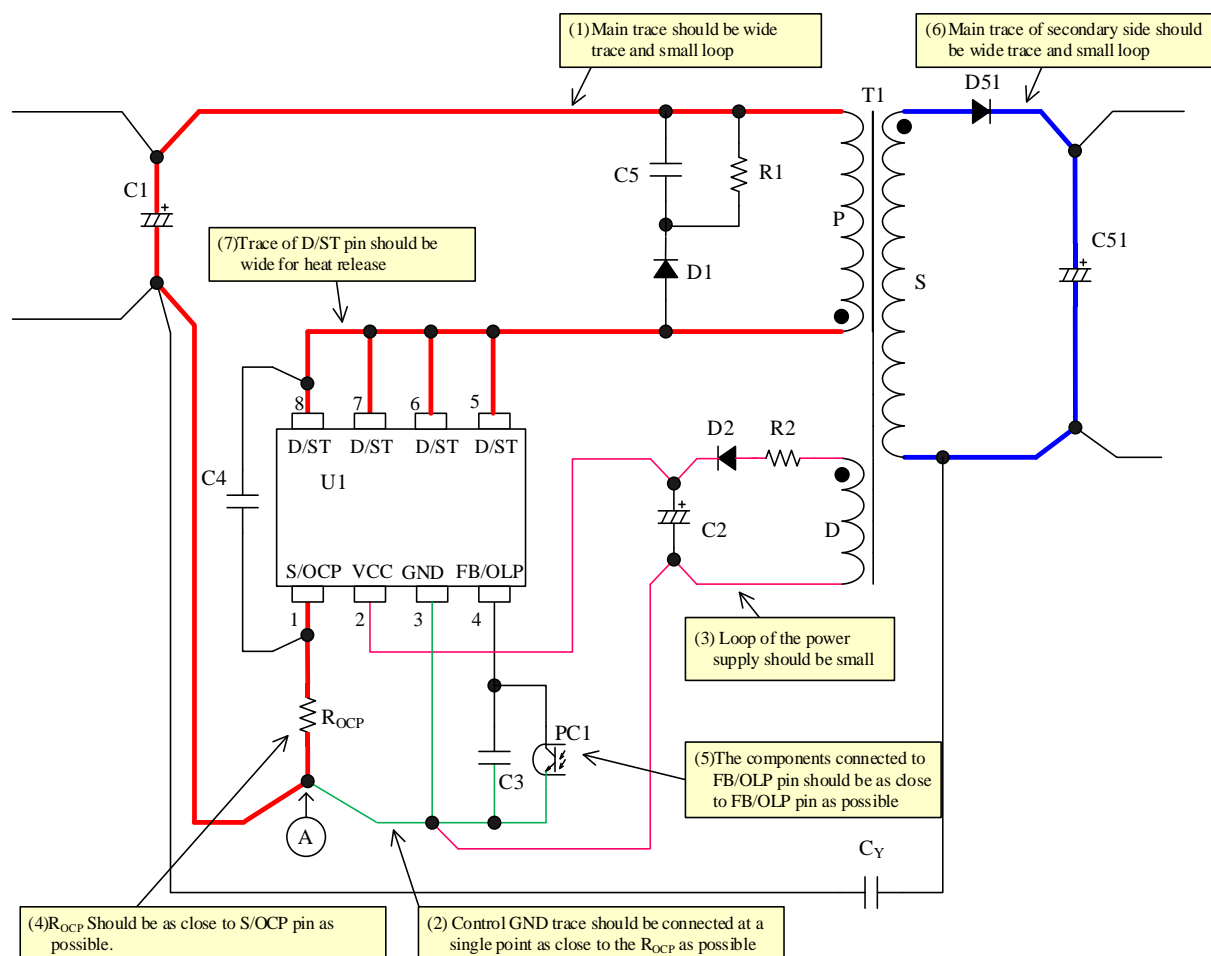 (1)Main trace should be wide
trace and small loop
(6)Main trace of secondary side should
be wide trace and small loop
D51
T1
C1
C5
R1
P
(7)Trace of D/ST pin should be
wide for heat release
D1
S
C51
8
7
6
5
D/ST
D/ST
D/ST
D/ST
C4
U1
D2
R2
C2
D
S/OCP
VCC
GND
FB/OLP
1
2
3
4
(3) Loop of the power
supply should be small
ROCP
PC1
C3
(5)The components connected to
FB/OLP pin should be as close
to FB/OLP pin as possible
A
CY
(4)ROCP Should be as close to S/OCP pin as
possible.
(2) Control GND trace should be connected at a
single point as close to the ROCP as possible